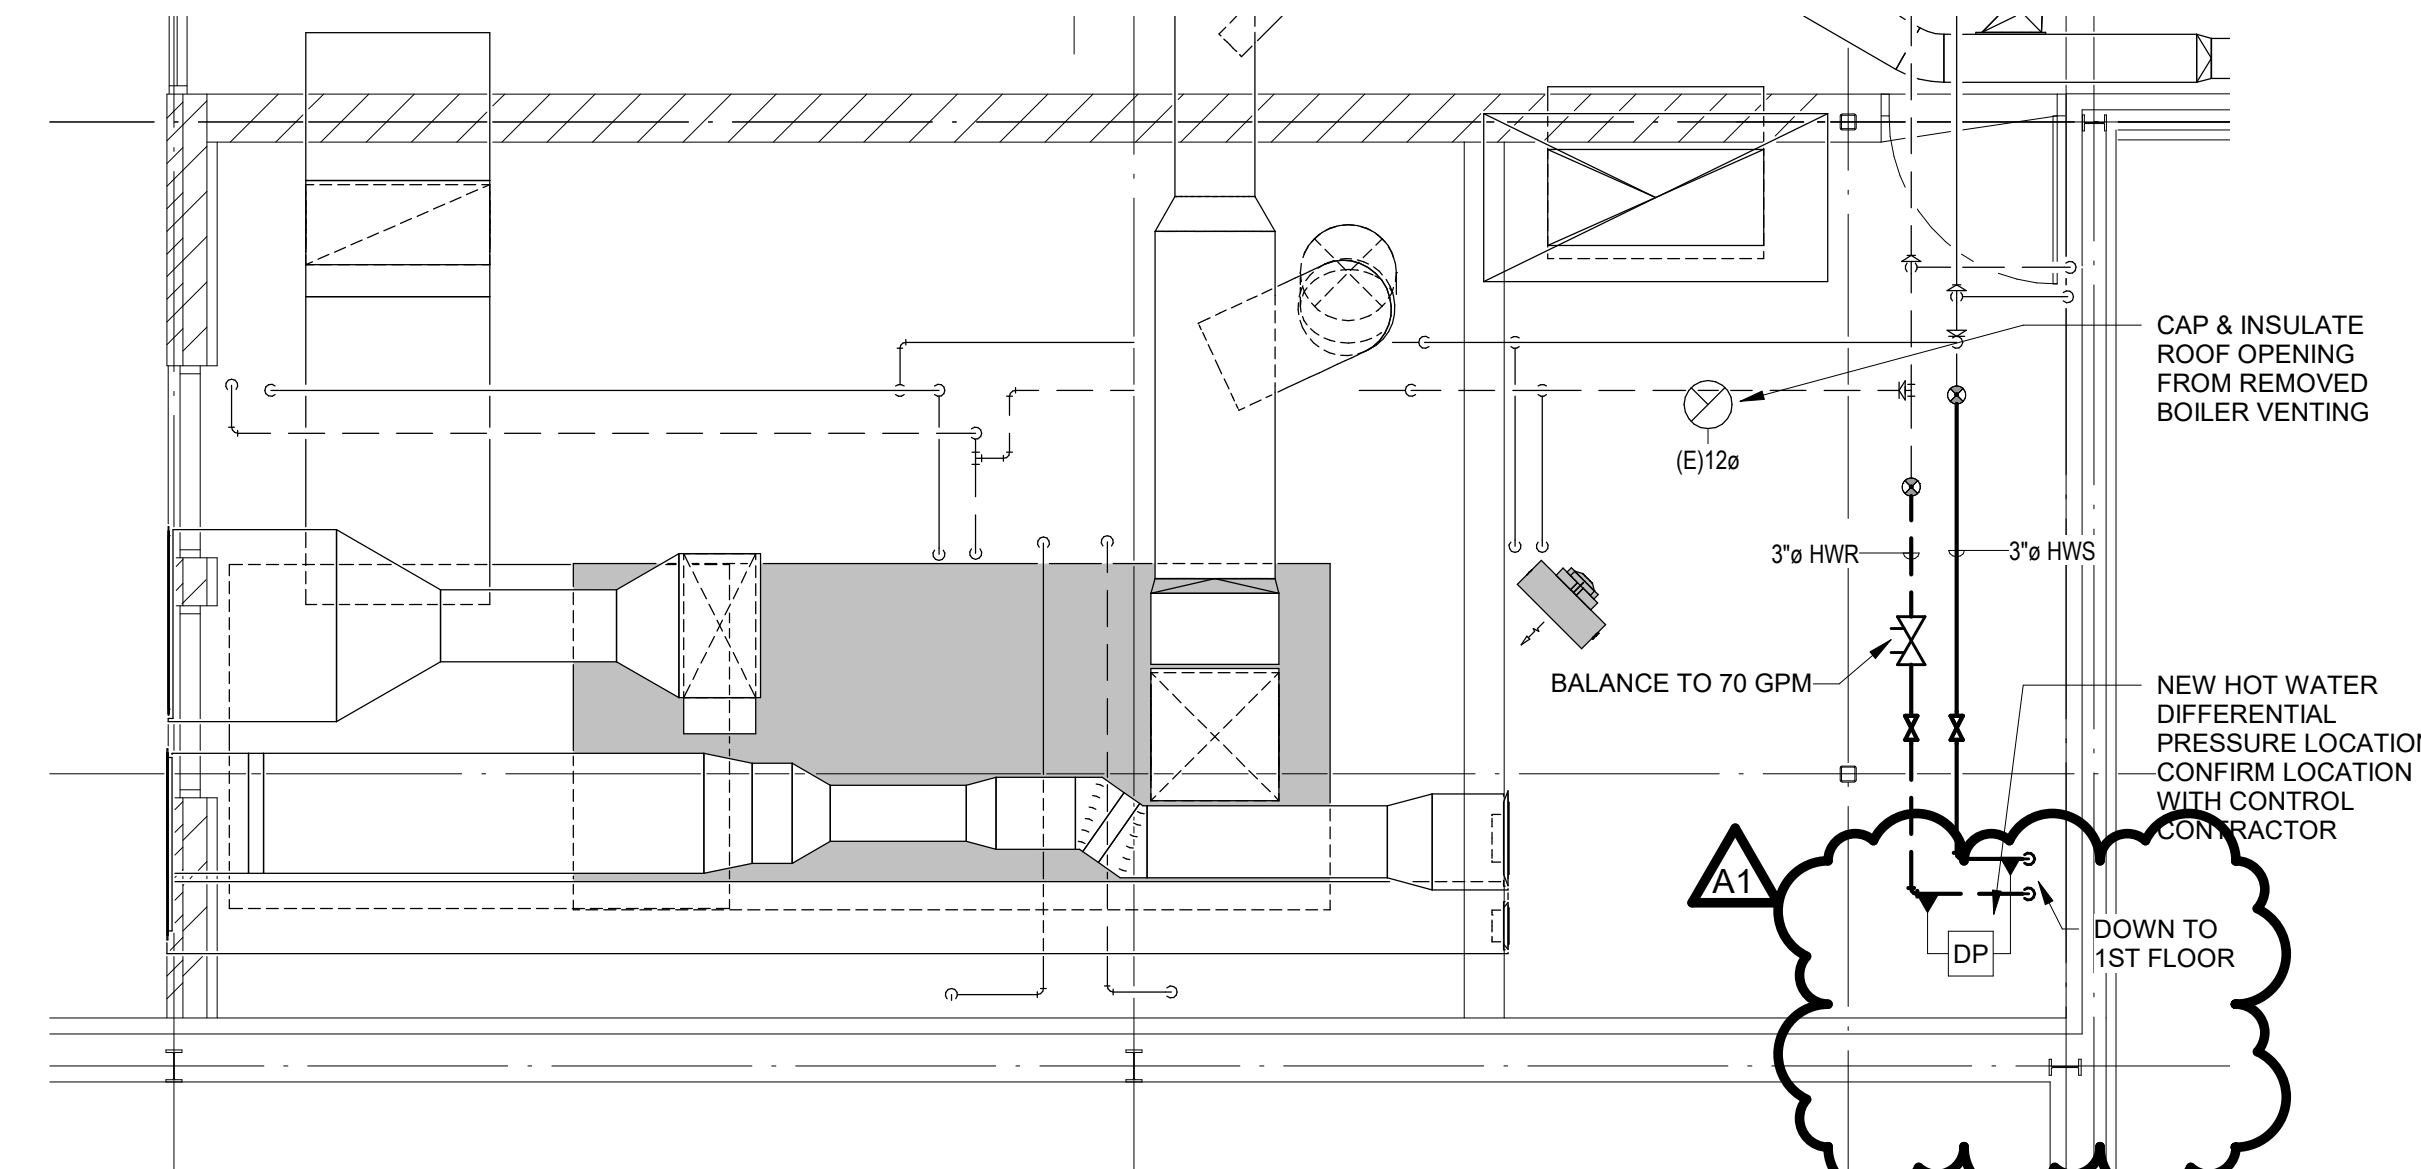 CAP & INSULATE
ROOF OPENING
FROM REMOVED
BOILER VENTING
(E)12ø
3"ø HWR
3"ø HWS
BALANCE TO 70 GPM
NEW HOT WATER
DIFFERENTIAL
PRESSURE LOCATION
CONFIRM LOCATION
WITH CONTROL
CONTRACTOR
A1
DOWN TO
1ST FLOOR
DP